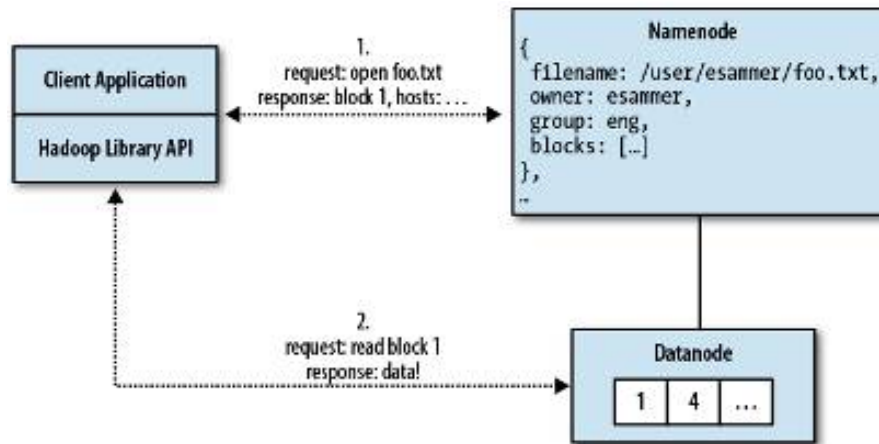 Client Application
Hadoop Library API
1.
request: open foo.txt
response: block 1, hosts: . . .
Namenode
{
filename: /user/esammer/foo.txt,
owner: esammer,
group: eng,
blocks: […]
},
…
2.
request: read block 1
response: data!
Datanode
1 4 ...